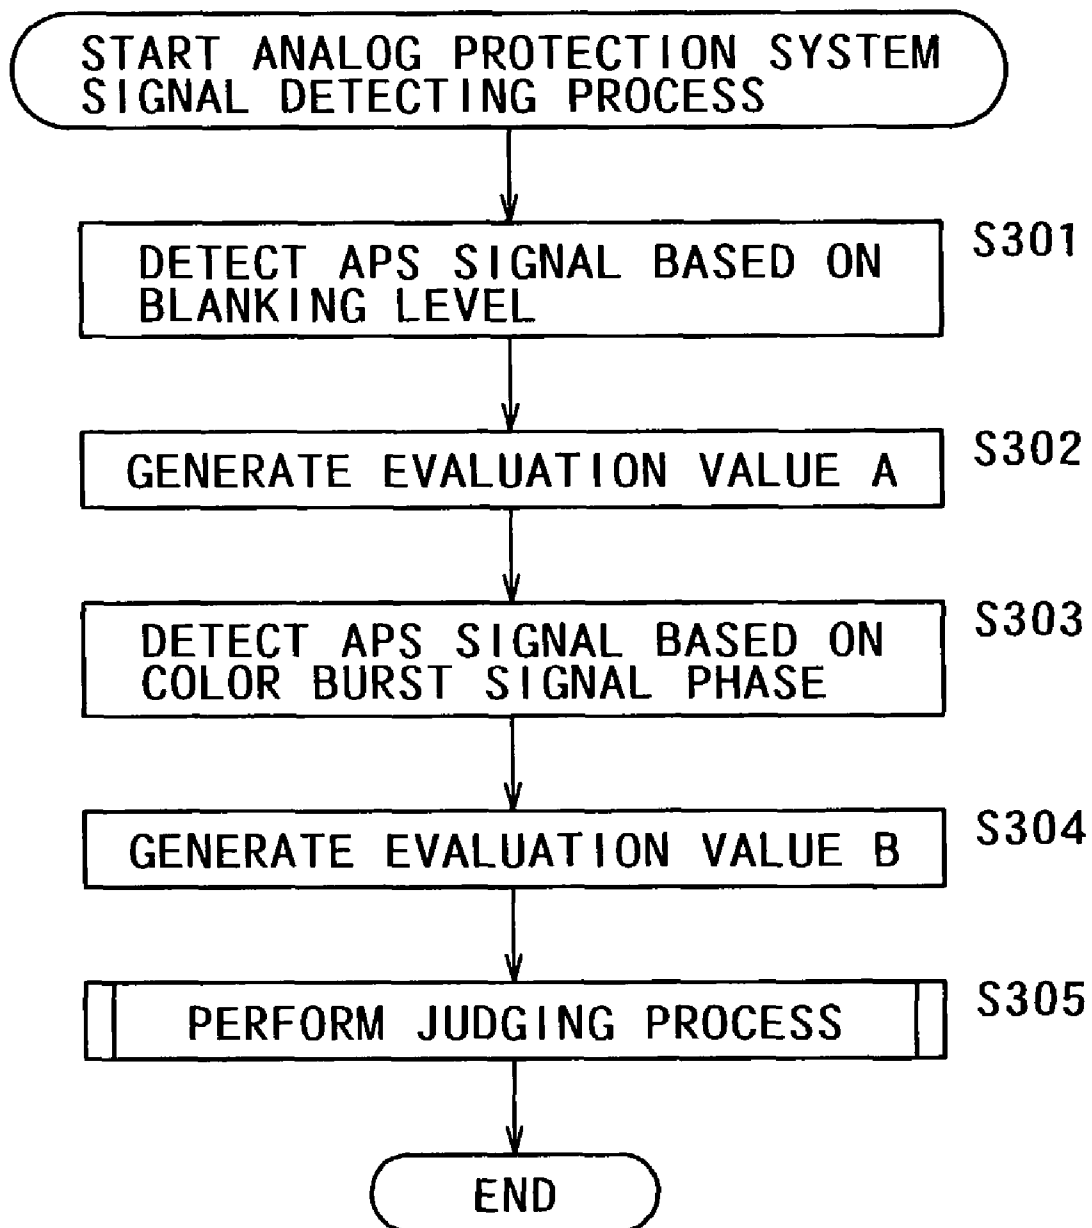 START ANALOG PROTECTION SYSTEM
SIGNAL DETECTING PROCESS
S301
DETECT APS SIGNAL BASED ON
BLANKING LEVEL
S302
GENERATE EVALUATION VALUE A
S303
DETECT APS SIGNAL BASED ON
COLOR BURST SIGNAL PHASE
S304
GENERATE EVALUATION VALUE B
S305
PERFORM JUDGING PROCESS
END